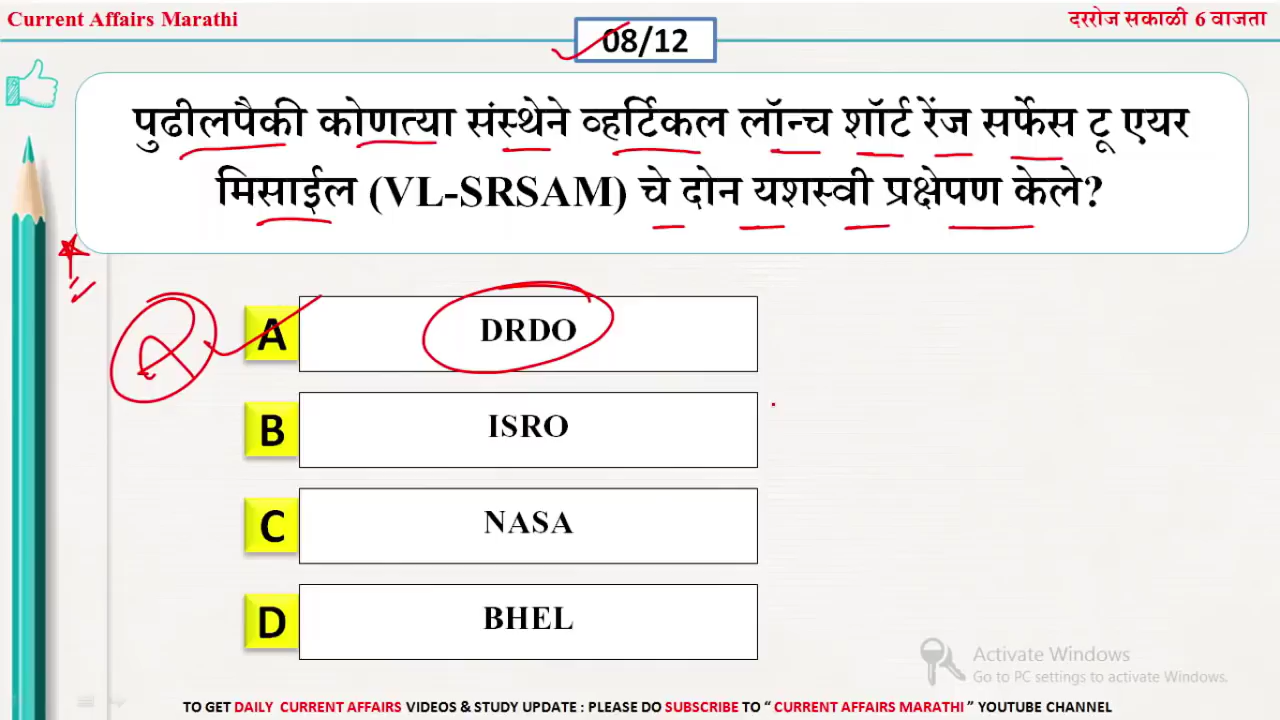 Current Affairs Marathi
दररोज सकाळी 6 वाजता
08/12
पुढीलपैकी कोणत्या संस्थेने व्हर्टिकल लॉन्च शॉर्ट रेंज सर्फेस टू एयर
मिसाईल (VL-SRSAM) चे दोन यशस्वी प्रक्षेपण केले?
A
A DRDO
B ISRO
C NASA
D BHEL
Activate Windows
Go to PC settings to activate Windows.
TO GET DAILY CURRENT AFFAIRS VIDEOS & STUDY UPDATE : PLEASE DO SUBSCRIBE TO “ CURRENT AFFAIRS MARATHI ” YOUTUBE CHANNEL